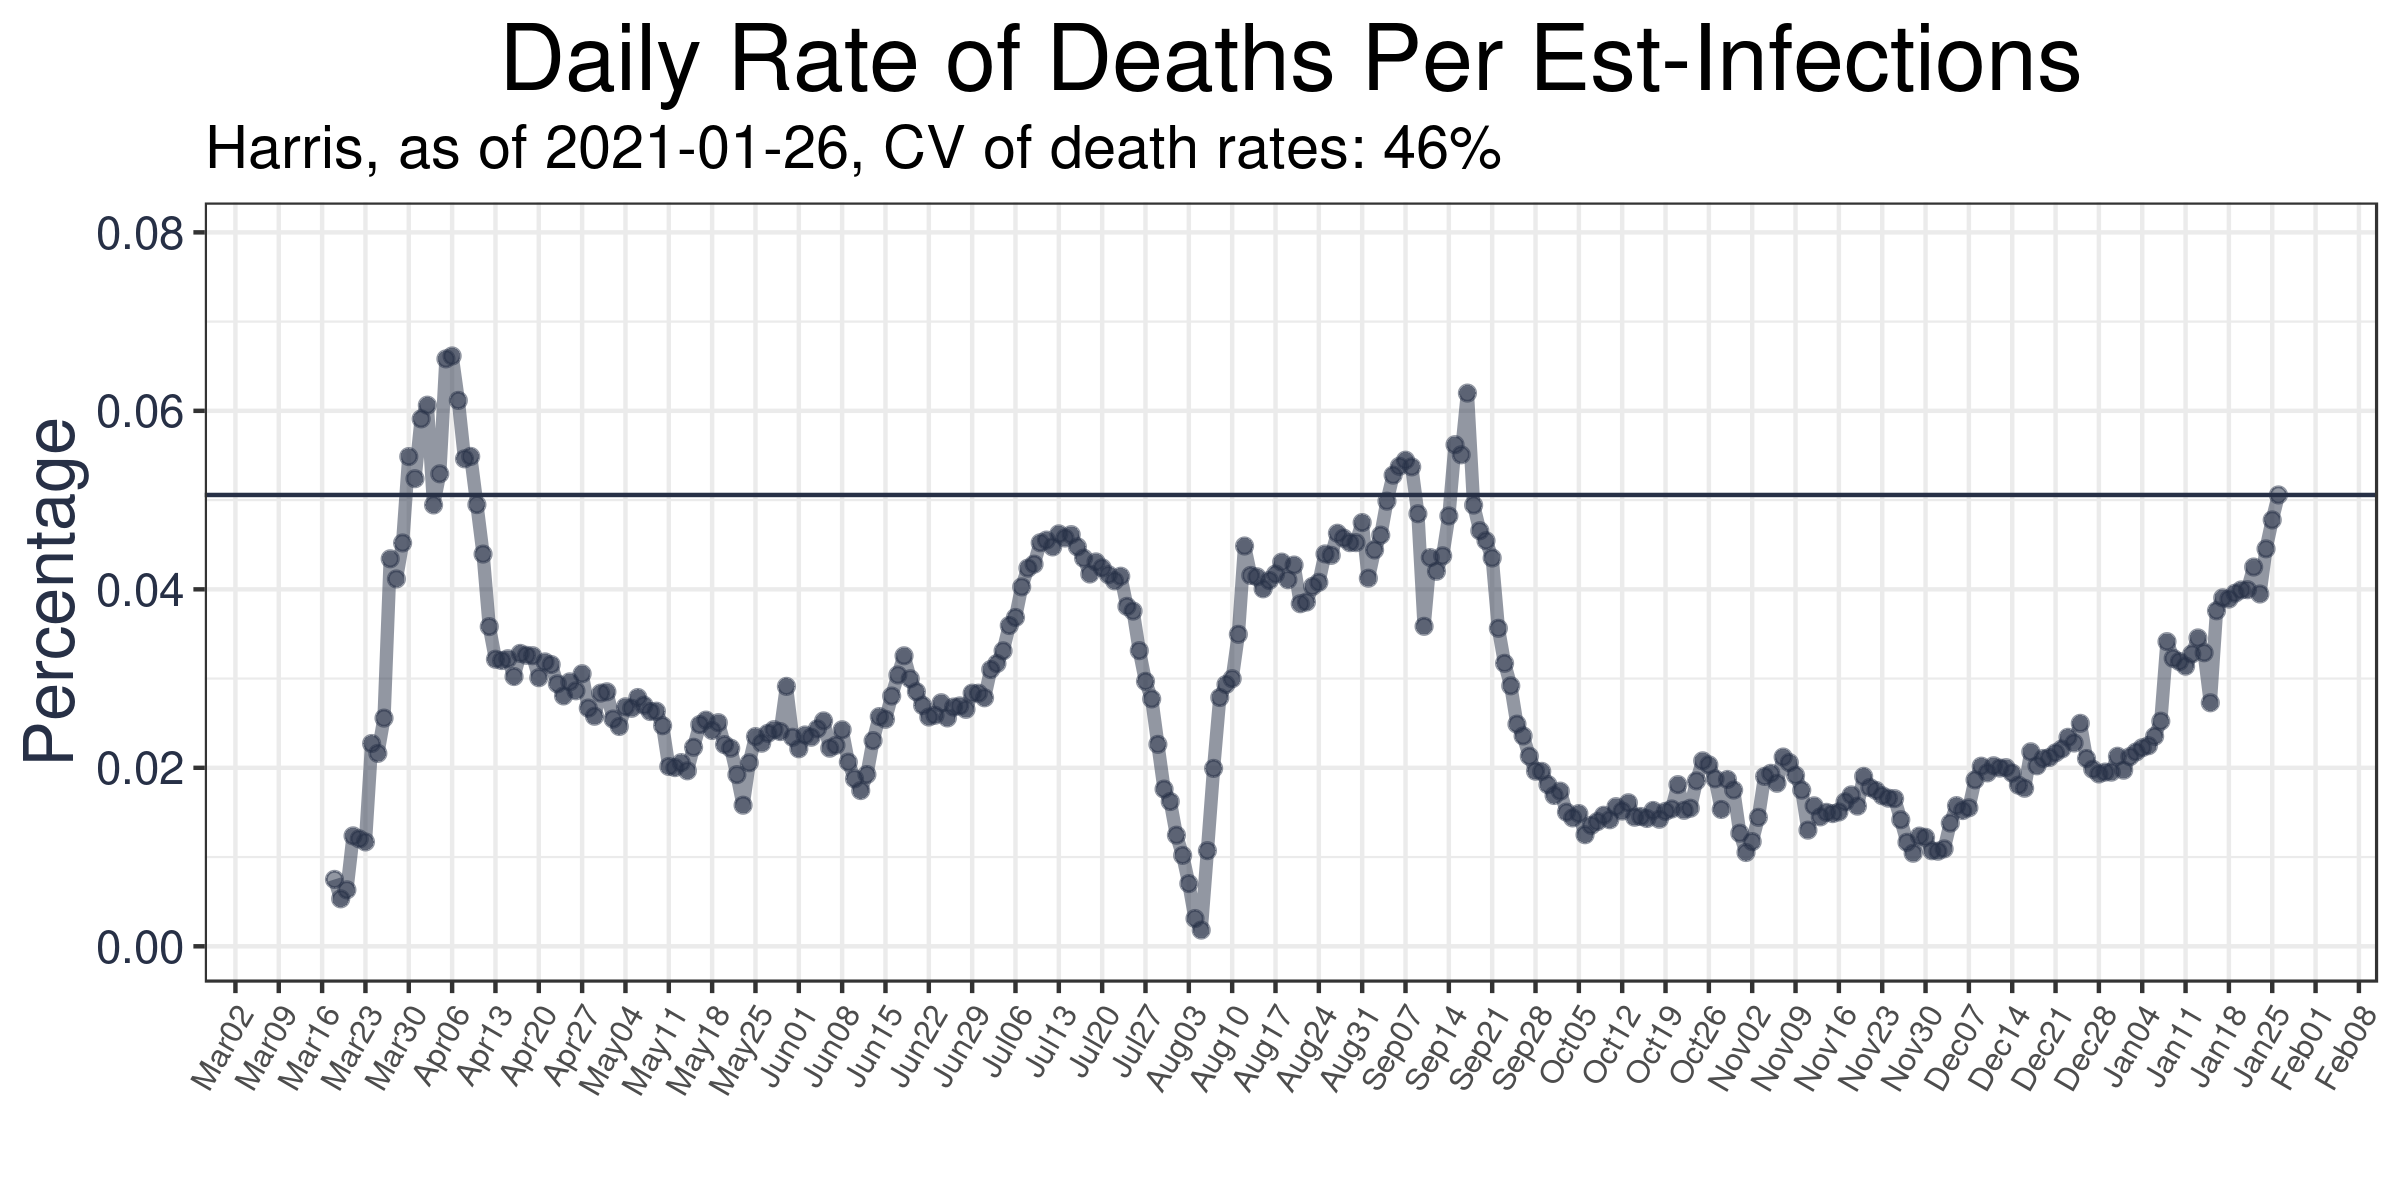 Daily Rate of Deaths Per Est-Infections
Harris, as of 2021-01-26, CV of death rates: 46%
Percentage
0.08
0.06
0.04
0.02
0.00
Mar02 Mar09 Mar16 Mar23 Mar30 Apr06 Apr13 Apr20 Apr27 May04 May11 May18 May25 Jun01 Jun08 Jun15 Jun22 Jun29 Jul06 Jul13 Jul20 Jul27 Aug03 Aug10 Aug17 Aug24 Aug31 Sep07 Sep14 Sep21 Sep28 Oct05 Oct12 Oct19 Oct26 Nov02 Nov09 Nov16 Nov23 Nov30 Dec07 Dec14 Dec21 Dec28 Jan04 Jan11 Jan18 Jan25 Feb01 Feb08